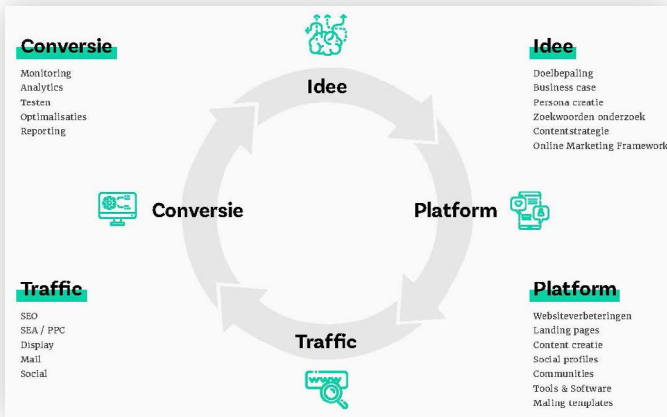 Conversie
Monitoring
Analytics
Testen
Optimalisaties
Reporting
Idee
Idee
Doelbepaling
Business case
Persona creatie
Zoekwoorden onderzoek
Contentstrategie
Online Marketing Framework
Conversie
Platform
Traffic
SEO
SEA / PPC
Display
Mail
Social
Traffic
www
Platform
Websiteverbeteringen
Landing pages
Content creatie
Social profiles
Communities
Tools & Software
Maling templates